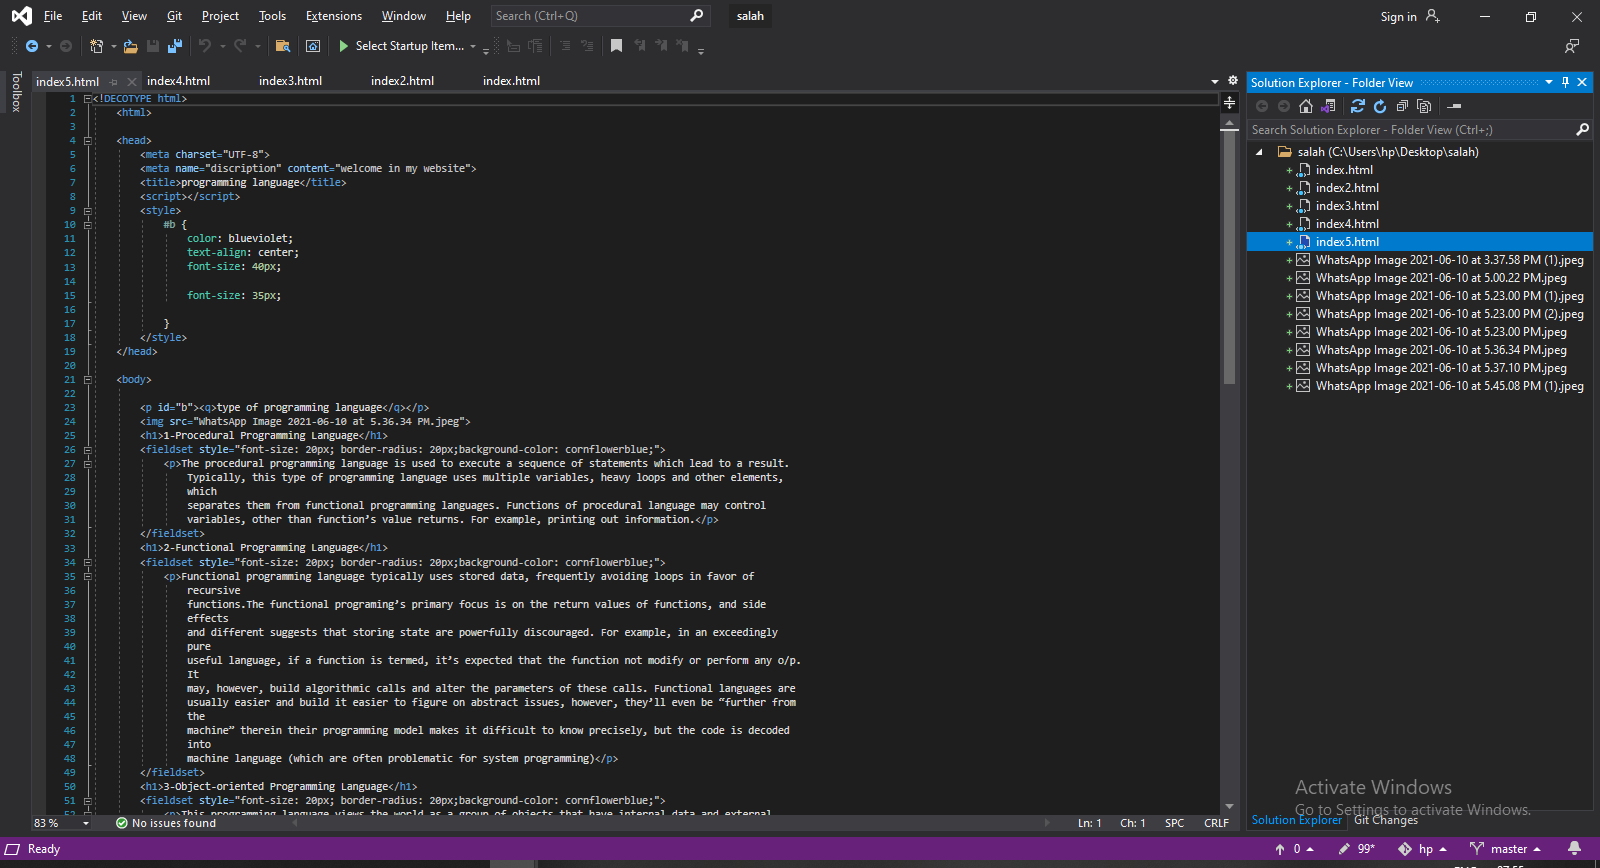 File Edit View Git Project Tools Extensions Window Help Search (Ctrl+Q) salah Sign in
Select Startup Item...
Toolbox
index5.html index4.html index3.html index2.html index.html
1 <!DECOTYPE html>
2 <html>
3
4 <head>
5 <meta charset="UTF-8">
6 <meta name="discription" content="welcome in my website">
7 <title>programming language</title>
8 <script></script>
9 <style>
10 #b {
11 color: blueviolet;
12 text-align: center;
13 font-size: 40px;
14
15 font-size: 35px;
16
17 }
18 </style>
19 </head>
20
21 <body>
22
23 <p id="b"><q>type of programming language</q></p>
24 <img src="WhatsApp Image 2021-06-10 at 5.36.34 PM.jpeg">
25 <h1>1-Procedural Programming Language</h1>
26 <fieldset style="font-size: 20px; border-radius: 20px;background-color: cornflowerblue;">
27 <p>The procedural programming language is used to execute a sequence of statements which lead to a result.
28 Typically, this type of programming language uses multiple variables, heavy loops and other elements,
29 which
30 separates them from functional programming languages. Functions of procedural language may control
31 variables, other than function’s value returns. For example, printing out information.</p>
32 </fieldset>
33 <h1>2-Functional Programming Language</h1>
34 <fieldset style="font-size: 20px; border-radius: 20px;background-color: cornflowerblue;">
35 <p>Functional programming language typically uses stored data, frequently avoiding loops in favor of
36 recursive
37 functions.The functional programing’s primary focus is on the return values of functions, and side
38 effects
39 and different suggests that storing state are powerfully discouraged. For example, in an exceedingly
40 pure
41 useful language, if a function is termed, it’s expected that the function not modify or perform any o/p.
42 It
43 may, however, build algorithmic calls and alter the parameters of these calls. Functional languages are
44 usually easier and build it easier to figure on abstract issues, however, they’ll even be “further from
45 the
46 machine” therein their programming model makes it difficult to know precisely, but the code is decoded
47 into
48 machine language (which are often problematic for system programming)</p>
49 </fieldset>
50 <h1>3-Object-oriented Programming Language</h1>
51 <fieldset style="font-size: 20px; border-radius: 20px;background-color: cornflowerblue;">
52 <p>This programming language views the world as a group of objects that have internal data and external
83 % No issues found Ln: 1 Ch: 1 SPC CRLF
Solution Explorer - Folder View
Search Solution Explorer - Folder View (Ctrl+;)
salah (C:\Users\hp\Desktop\salah)
index.html
index2.html
index3.html
index4.html
index5.html
WhatsApp Image 2021-06-10 at 3.37.58 PM (1).jpeg
WhatsApp Image 2021-06-10 at 5.00.22 PM.jpeg
WhatsApp Image 2021-06-10 at 5.23.00 PM (1).jpeg
WhatsApp Image 2021-06-10 at 5.23.00 PM (2).jpeg
WhatsApp Image 2021-06-10 at 5.23.00 PM.jpeg
WhatsApp Image 2021-06-10 at 5.36.34 PM.jpeg
WhatsApp Image 2021-06-10 at 5.37.10 PM.jpeg
WhatsApp Image 2021-06-10 at 5.45.08 PM (1).jpeg
Activate Windows
Go to Settings to activate Windows.
Solution Explorer Git Changes
Ready 0 99* hp master